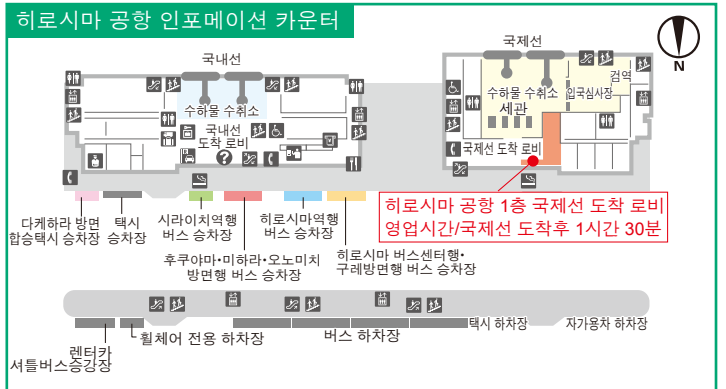 히로시마 공항 인포메이션 카운터
N
국내선
국제선
수하물 수취소
국내선
도착 로비
검역
수하물 수취소
입국심사장
세관
국제선 도착 로비
히로시마 공항 1층 국제선 도착 로비
영업시간/국제선 도착후 1시간 30분
다케하라 방면
합승택시 승차장
택시
승차장
시라이치역행
버스 승차장
히로시마역행
버스 승차장
후쿠야마•미하라•오노미치
방면행 버스 승차장
히로시마 버스센터행•
구레방면행 버스 승차장
렌터카
셔틀버스승강장
휠체어 전용 하차장
버스 하차장
택시 하차장
자가용차 하차장